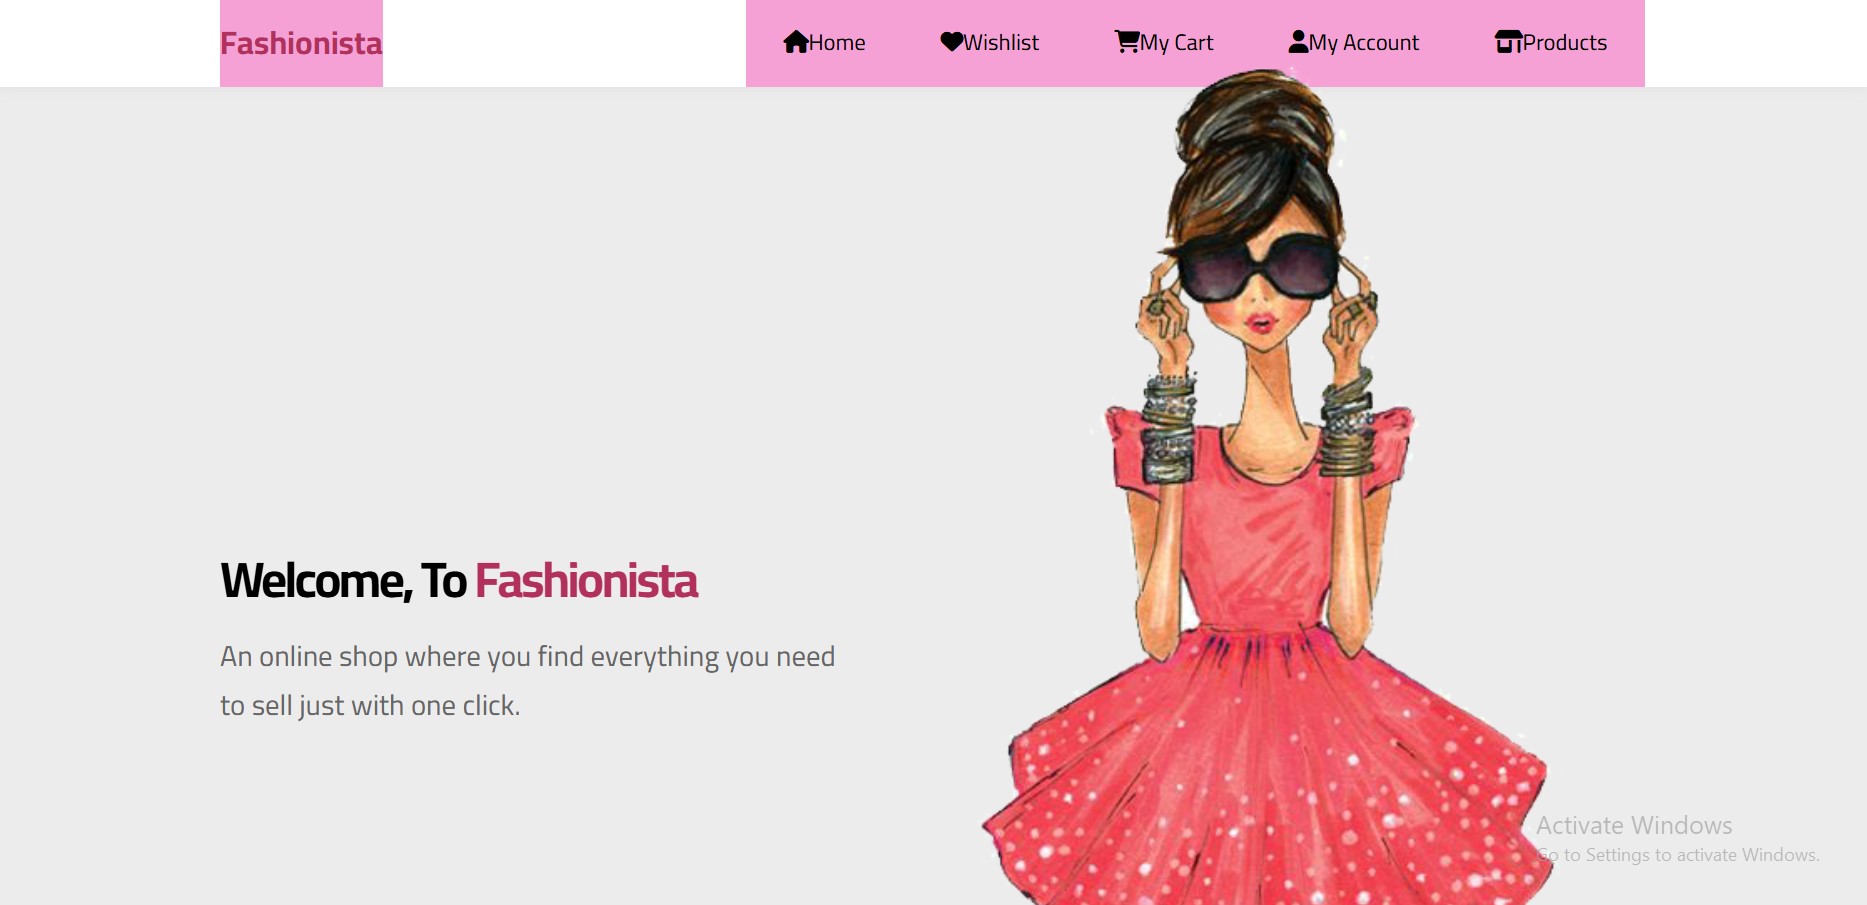 Fashionista Home Wishlist My Cart My Account Products
Welcome, To Fashionista
An online shop where you find everything you need
to sell just with one click.
Activate Windows
Go to Settings to activate Windows.